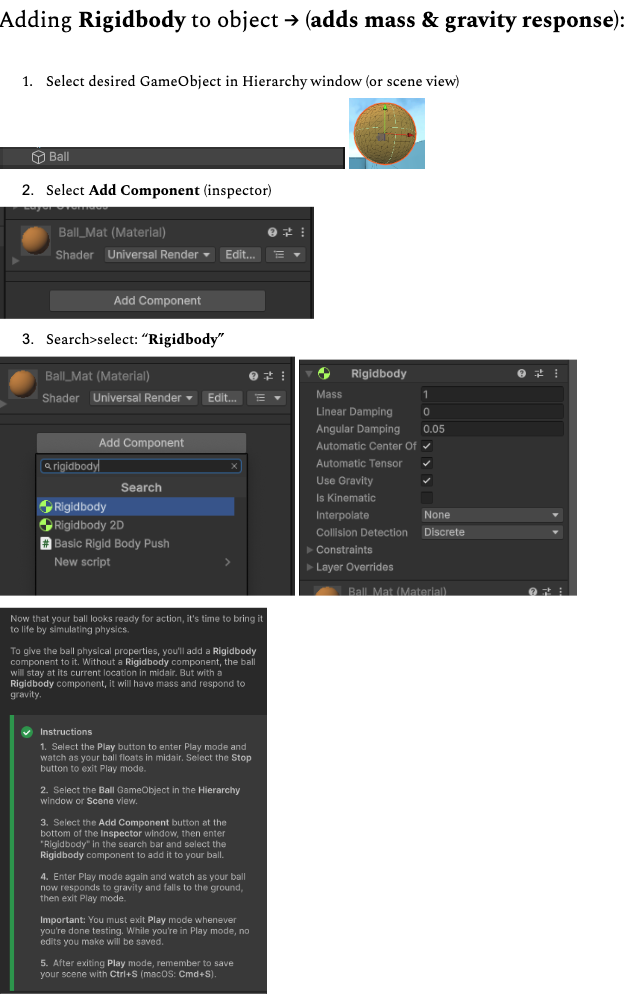 Adding Rigidbody to object → (adds mass & gravity response):
1. Select desired GameObject in Hierarchy window (or scene view)
Ball
2. Select Add Component (inspector)
Layer Overrides
Ball_Mat (Material)
Shader Universal Render Edit...
Add Component
3. Search>select: “Rigidbody”
Ball_Mat (Material)
Shader Universal Render Edit...
Add Component
rigidbody
Search
Rigidbody
Rigidbody 2D
# Basic Rigid Body Push
New script
Rigidbody
Mass 1
Linear Damping 0
Angular Damping 0.05
Automatic Center Of
Automatic Tensor
Use Gravity
Is Kinematic
Interpolate None
Collision Detection Discrete
Constraints
Layer Overrides
Ball_Mat (Material)
Now that your ball looks ready for action, it's time to bring it
to life by simulating physics.
To give the ball physical properties, you'll add a Rigidbody
component to it. Without a Rigidbody component, the ball
will stay at its current location in midair. But with a
Rigidbody component, it will have mass and respond to
gravity.
Instructions
1. Select the Play button to enter Play mode and
watch as your ball floats in midair. Select the Stop
button to exit Play mode.
2. Select the Ball GameObject in the Hierarchy
window or Scene view.
3. Select the Add Component button at the
bottom of the Inspector window, then enter
"Rigidbody" in the search bar and select the
Rigidbody component to add it to your ball.
4. Enter Play mode again and watch as your ball
now responds to gravity and falls to the ground,
then exit Play mode.
Important: You must exit Play mode whenever
you're done testing. While you're in Play mode, no
edits you make will be saved.
5. After exiting Play mode, remember to save
your scene with Ctrl+S (macOS: Cmd+S).